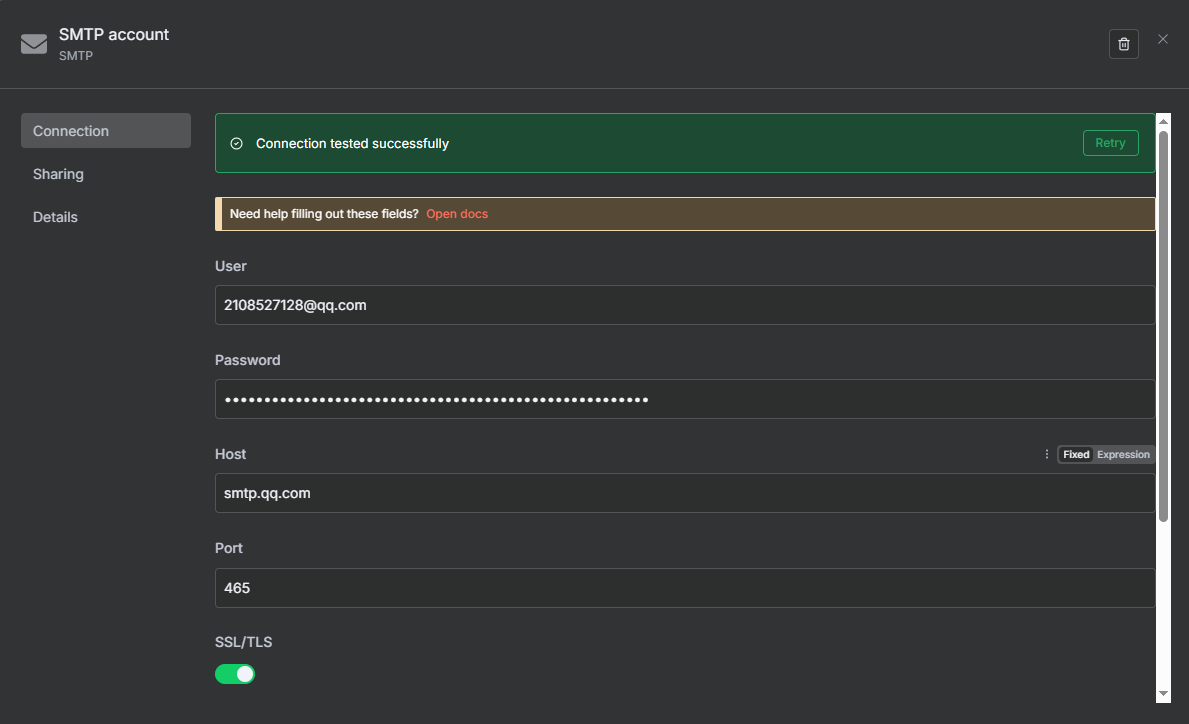 SMTP account
SMTP
Connection
Sharing
Details
Connection tested successfully
Retry
Need help filling out these fields? Open docs
User
2108527128@qq.com
Password
••••••••••••••••••••••••••••••••••••••••••••••••••••••
Host
Fixed Expression
smtp.qq.com
Port
465
SSL/TLS